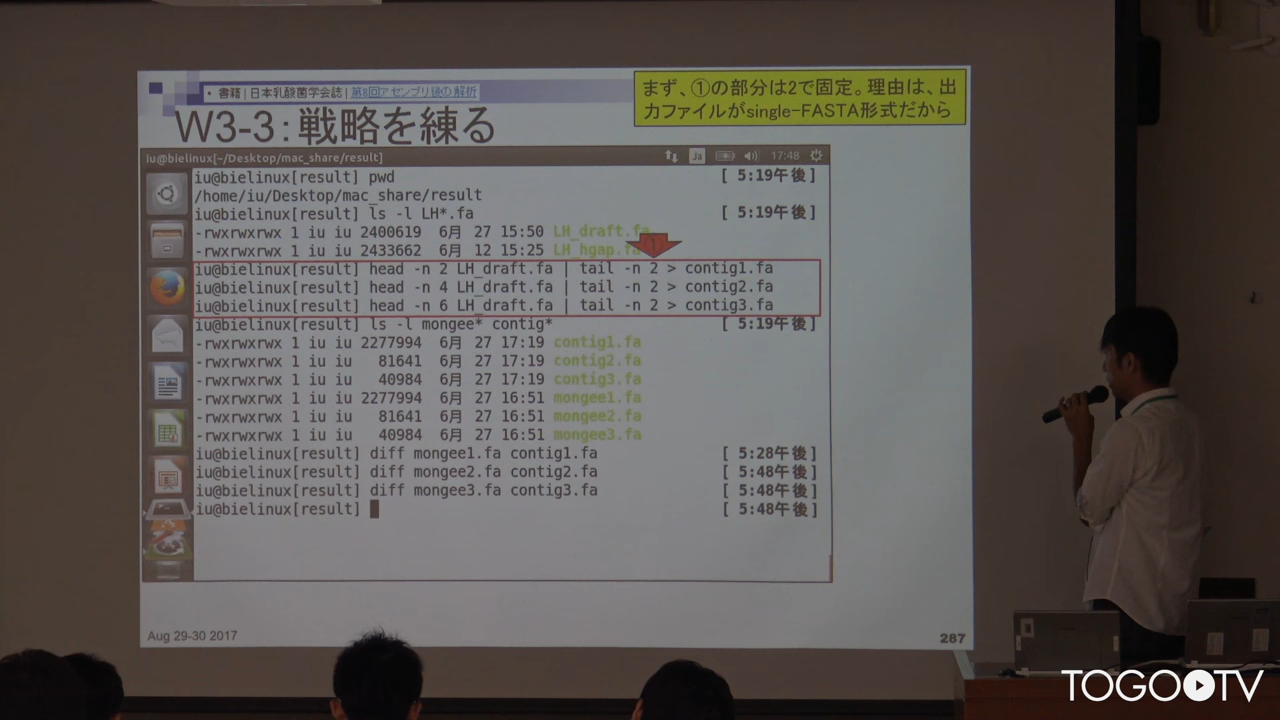 ・書籍 | 日本乳酸菌学会誌 | 第8回アセンブリ後の解析
まず、①の部分は2で固定。理由は、出
力ファイルがsingle-FASTA形式だから
W3-3：戦略を練る
iu@bielinux[~/Desktop/mac_share/result]
Ja 17:48
iu@bielinux[result] pwd [ 5:19午後]
/home/iu/Desktop/mac_share/result
iu@bielinux[result] ls -l LH*.fa [ 5:19午後]
-rwxrwxrwx 1 iu iu 2400619 6月 27 15:50 LH_draft.fa
-rwxrwxrwx 1 iu iu 2433662 6月 12 15:25 LH_hgap.fa
①
iu@bielinux[result] head -n 2 LH_draft.fa | tail -n 2 > contig1.fa
iu@bielinux[result] head -n 4 LH_draft.fa | tail -n 2 > contig2.fa
iu@bielinux[result] head -n 6 LH_draft.fa | tail -n 2 > contig3.fa
iu@bielinux[result] ls -l mongee* contig* [ 5:19午後]
-rwxrwxrwx 1 iu iu 2277994 6月 27 17:19 contig1.fa
-rwxrwxrwx 1 iu iu 81641 6月 27 17:19 contig2.fa
-rwxrwxrwx 1 iu iu 40984 6月 27 17:19 contig3.fa
-rwxrwxrwx 1 iu iu 2277994 6月 27 16:51 mongee1.fa
-rwxrwxrwx 1 iu iu 81641 6月 27 16:51 mongee2.fa
-rwxrwxrwx 1 iu iu 40984 6月 27 16:51 mongee3.fa
iu@bielinux[result] diff mongee1.fa contig1.fa [ 5:28午後]
iu@bielinux[result] diff mongee2.fa contig2.fa [ 5:48午後]
iu@bielinux[result] diff mongee3.fa contig3.fa [ 5:48午後]
iu@bielinux[result] [ 5:48午後]
Aug 29-30 2017
287
TOGOTV